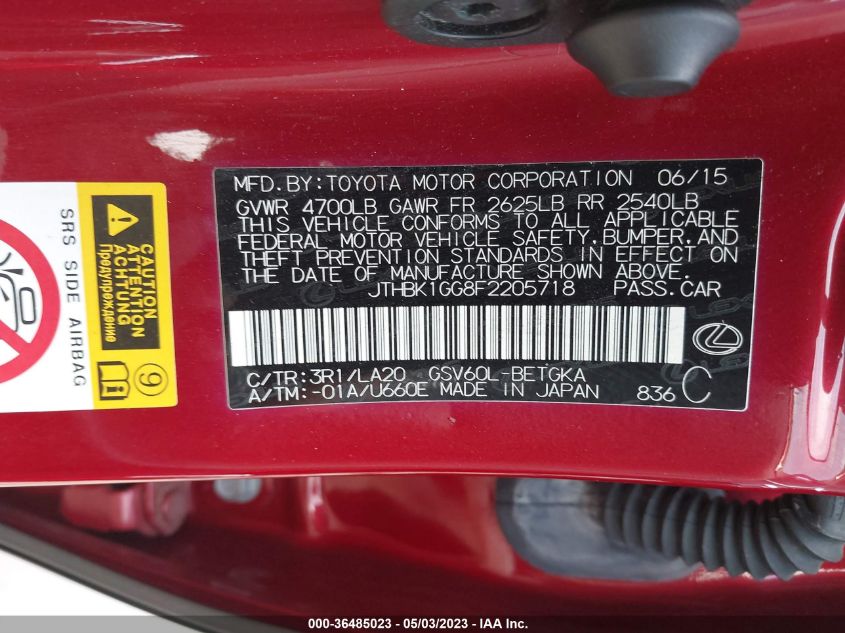 MFD.BY:TOYOTA MOTOR CORPORATION 06/15
GVWR 4700LB GAWR FR 2625LB RR 2540LB
THIS VEHICLE CONFORMS TO ALL APPLICABLE
FEDERAL MOTOR VEHICLE SAFETY,BUMPER,AND
THEFT PREVENTION STANDARDS IN EFFECT ON
THE DATE OF MANUFACTURE SHOWN ABOVE.
JTHBK1GG8F2205718 PASS.CAR
C/TR:3R1/LA20 GSV60L-BETGKA
A/TM:-01A/U660E MADE IN JAPAN 836 C
SRS SIDE AIRBAG
CAUTION
ATTENTION
ACHTUNG
Предупреждение
9
000-36485023 - 05/03/2023 - IAA Inc.